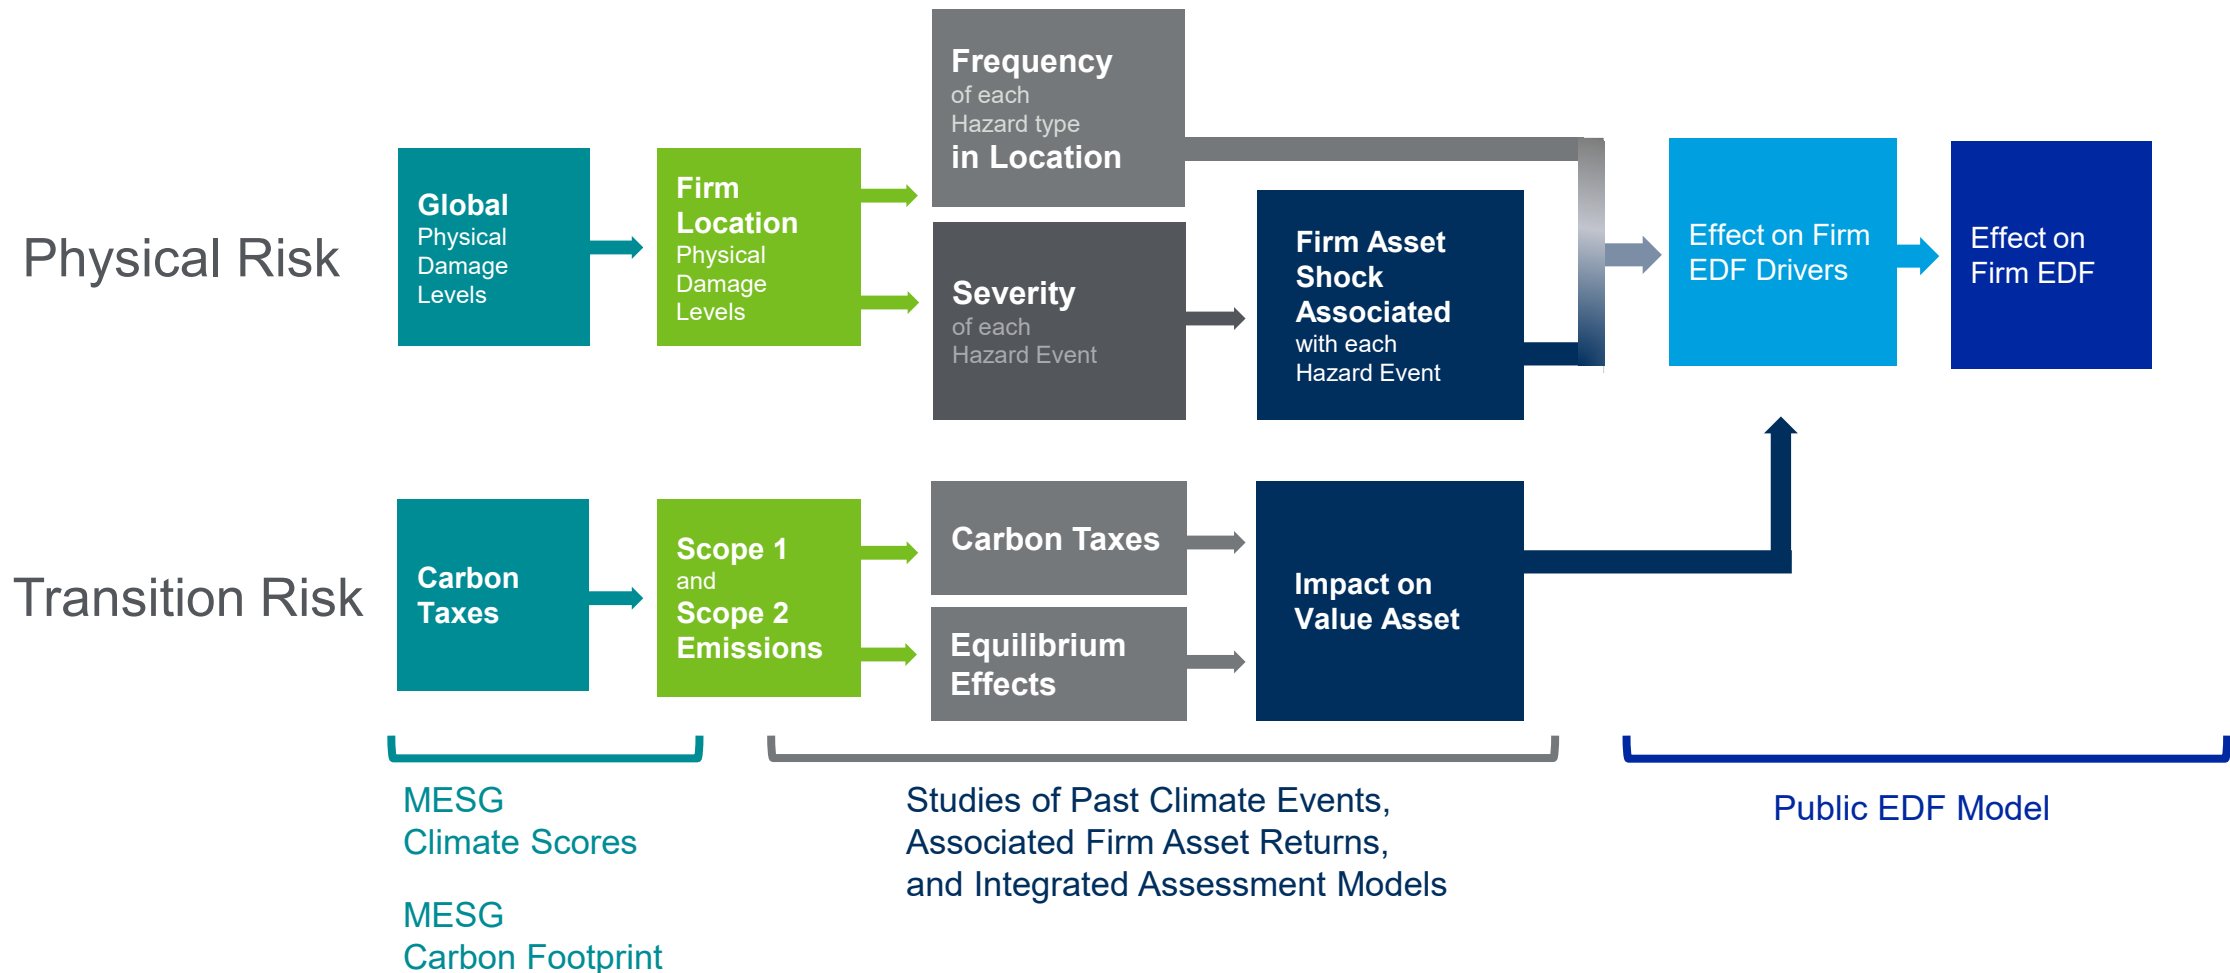 Physical Risk
Global
Physical
Damage
Levels
Firm
Location
Physical
Damage
Levels
Frequency
of each
Hazard type
in Location
Severity
of each
Hazard Event
Firm Asset
Shock
Associated
with each
Hazard Event
Effect on Firm
EDF Drivers
Effect on
Firm EDF
Transition Risk
Carbon
Taxes
Scope 1
and
Scope 2
Emissions
Carbon Taxes
Equilibrium
Effects
Impact on
Value Asset
MESG
Climate Scores
MESG
Carbon Footprint
Studies of Past Climate Events,
Associated Firm Asset Returns,
and Integrated Assessment Models
Public EDF Model